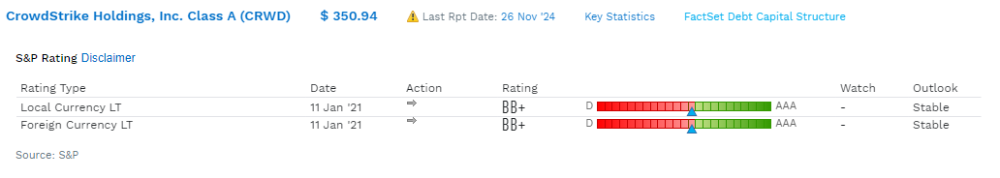 CrowdStrike Holdings, Inc. Class A (CRWD) $ 350.94 Last Rpt Date: 26 Nov '24 Key Statistics FactSet Debt Capital Structure
S&P Rating Disclaimer
Rating Type Date Action Rating Watch Outlook
Local Currency LT 11 Jan '21 BB+ D AAA - Stable
Foreign Currency LT 11 Jan '21 BB+ D AAA - Stable
Source: S&P